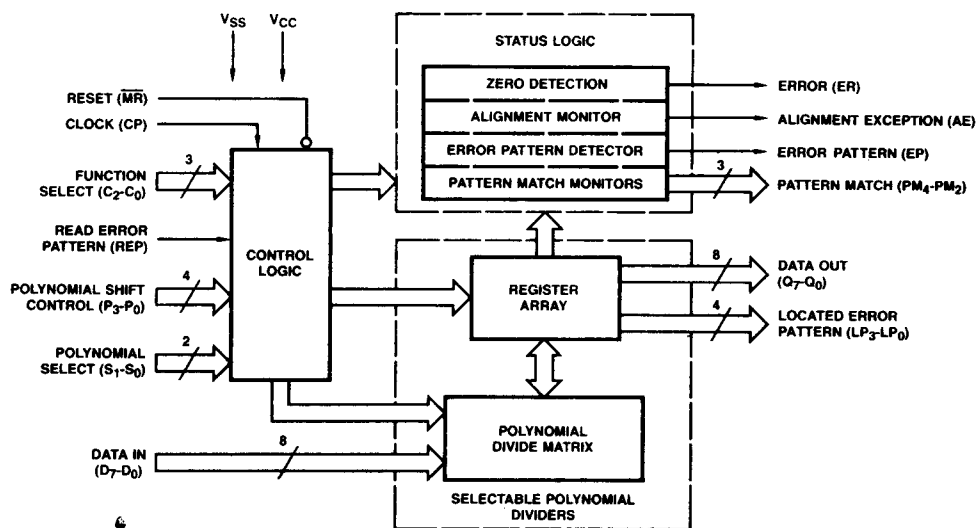 VSS
VCC
RESET (MR)
CLOCK (CP)
3
FUNCTION
SELECT (C2-C0)
READ ERROR
PATTERN (REP)
4
POLYNOMIAL SHIFT
CONTROL (P3-P0)
2
POLYNOMIAL
SELECT (S1-S0)
8
DATA IN
(D7-D0)
CONTROL
LOGIC
STATUS LOGIC
ZERO DETECTION
ALIGNMENT MONITOR
ERROR PATTERN DETECTOR
PATTERN MATCH MONITORS
ERROR (ER)
ALIGNMENT EXCEPTION (AE)
ERROR PATTERN (EP)
3
PATTERN MATCH (PM4-PM2)
REGISTER
ARRAY
8
DATA OUT
(Q7-Q0)
4
LOCATED ERROR
PATTERN (LP3-LP0)
POLYNOMIAL
DIVIDE MATRIX
SELECTABLE POLYNOMIAL
DIVIDERS